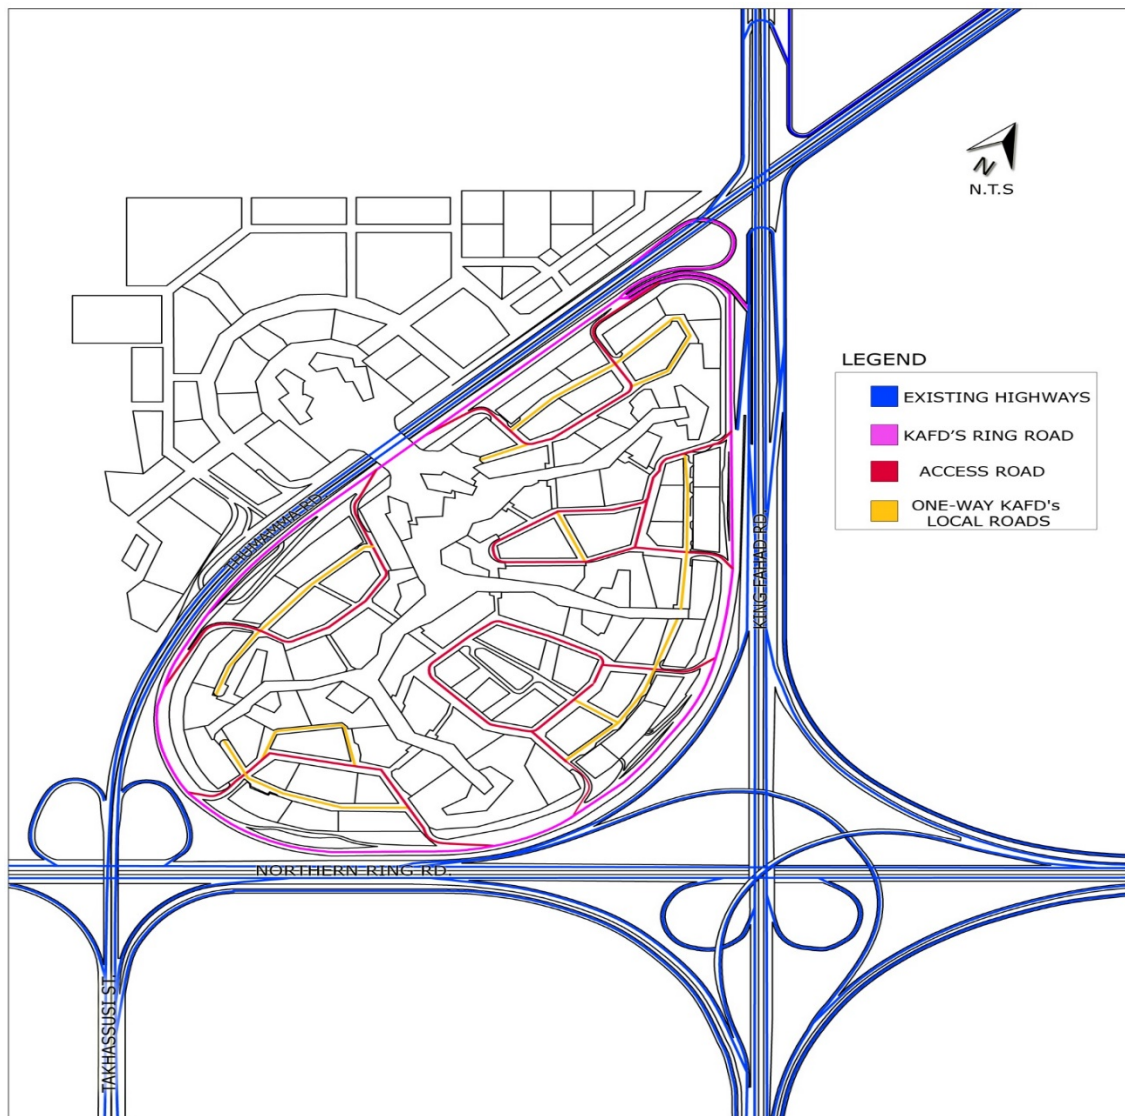 N
N.T.S
LEGEND
EXISTING HIGHWAYS
KAFD'S RING ROAD
ACCESS ROAD
ONE-WAY KAFD's
LOCAL ROADS
THUMAMMA RD.
KING FAHAD RD.
NORTHERN RING RD.
TAKHASSUSI ST.